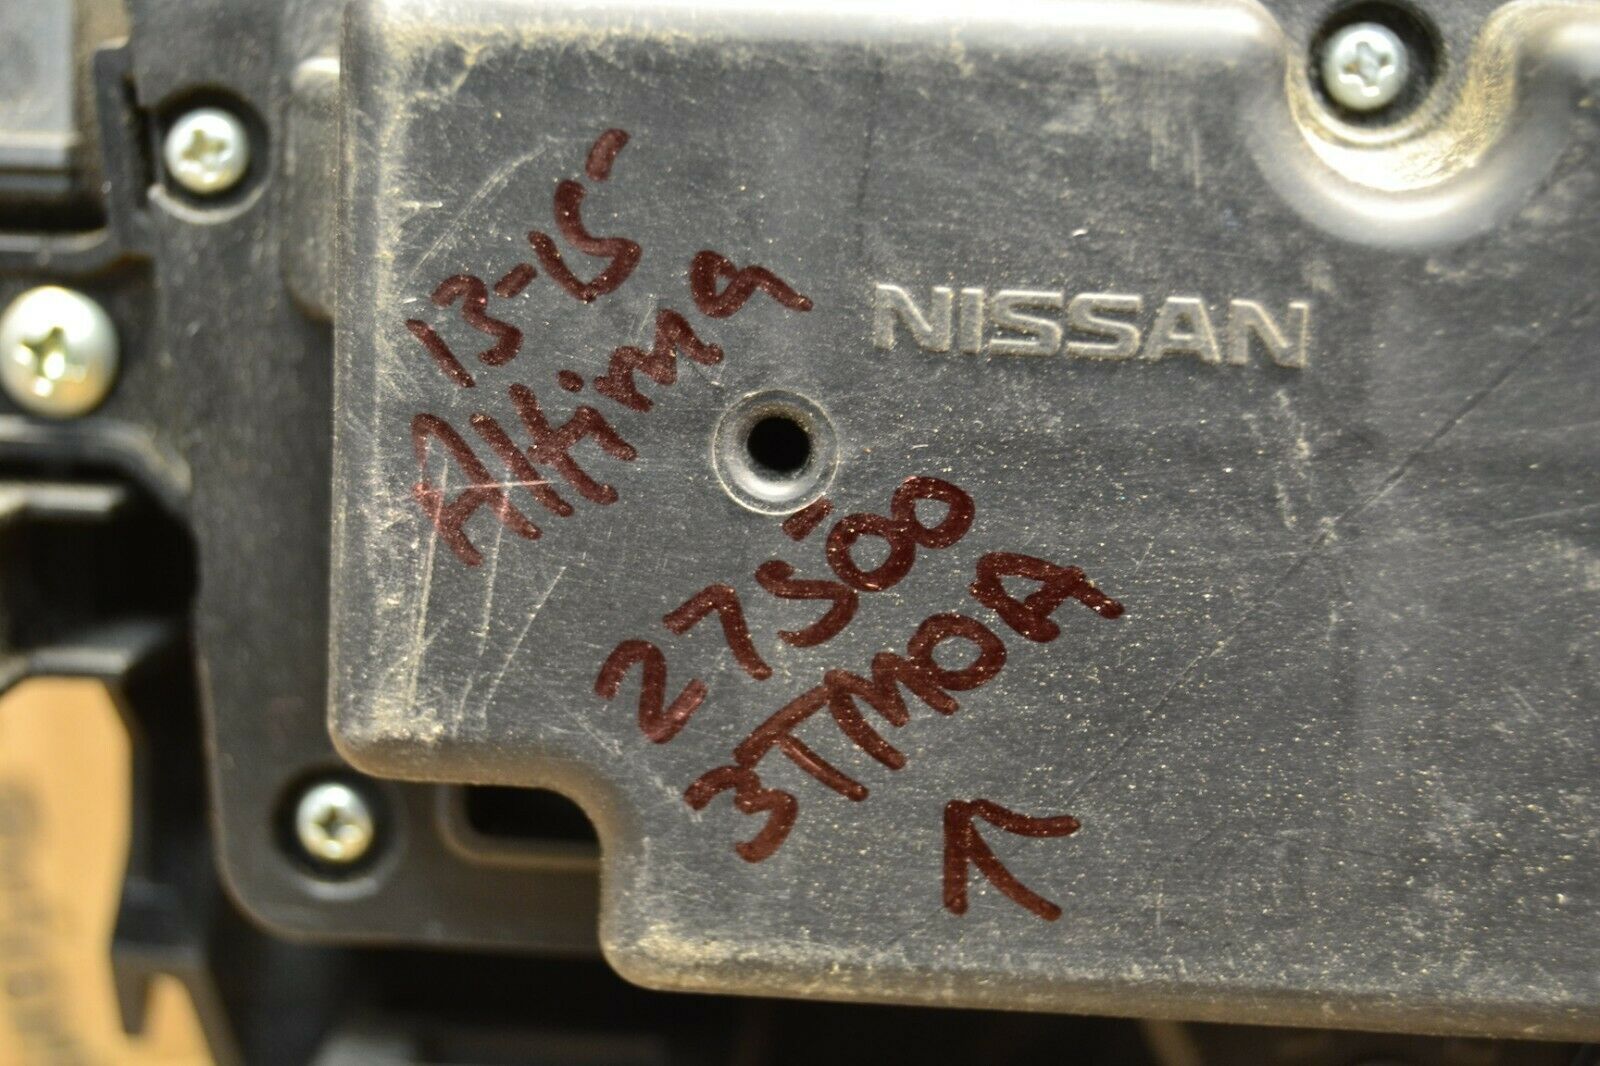 13-15
Altima
NISSAN
27500
3TM0A